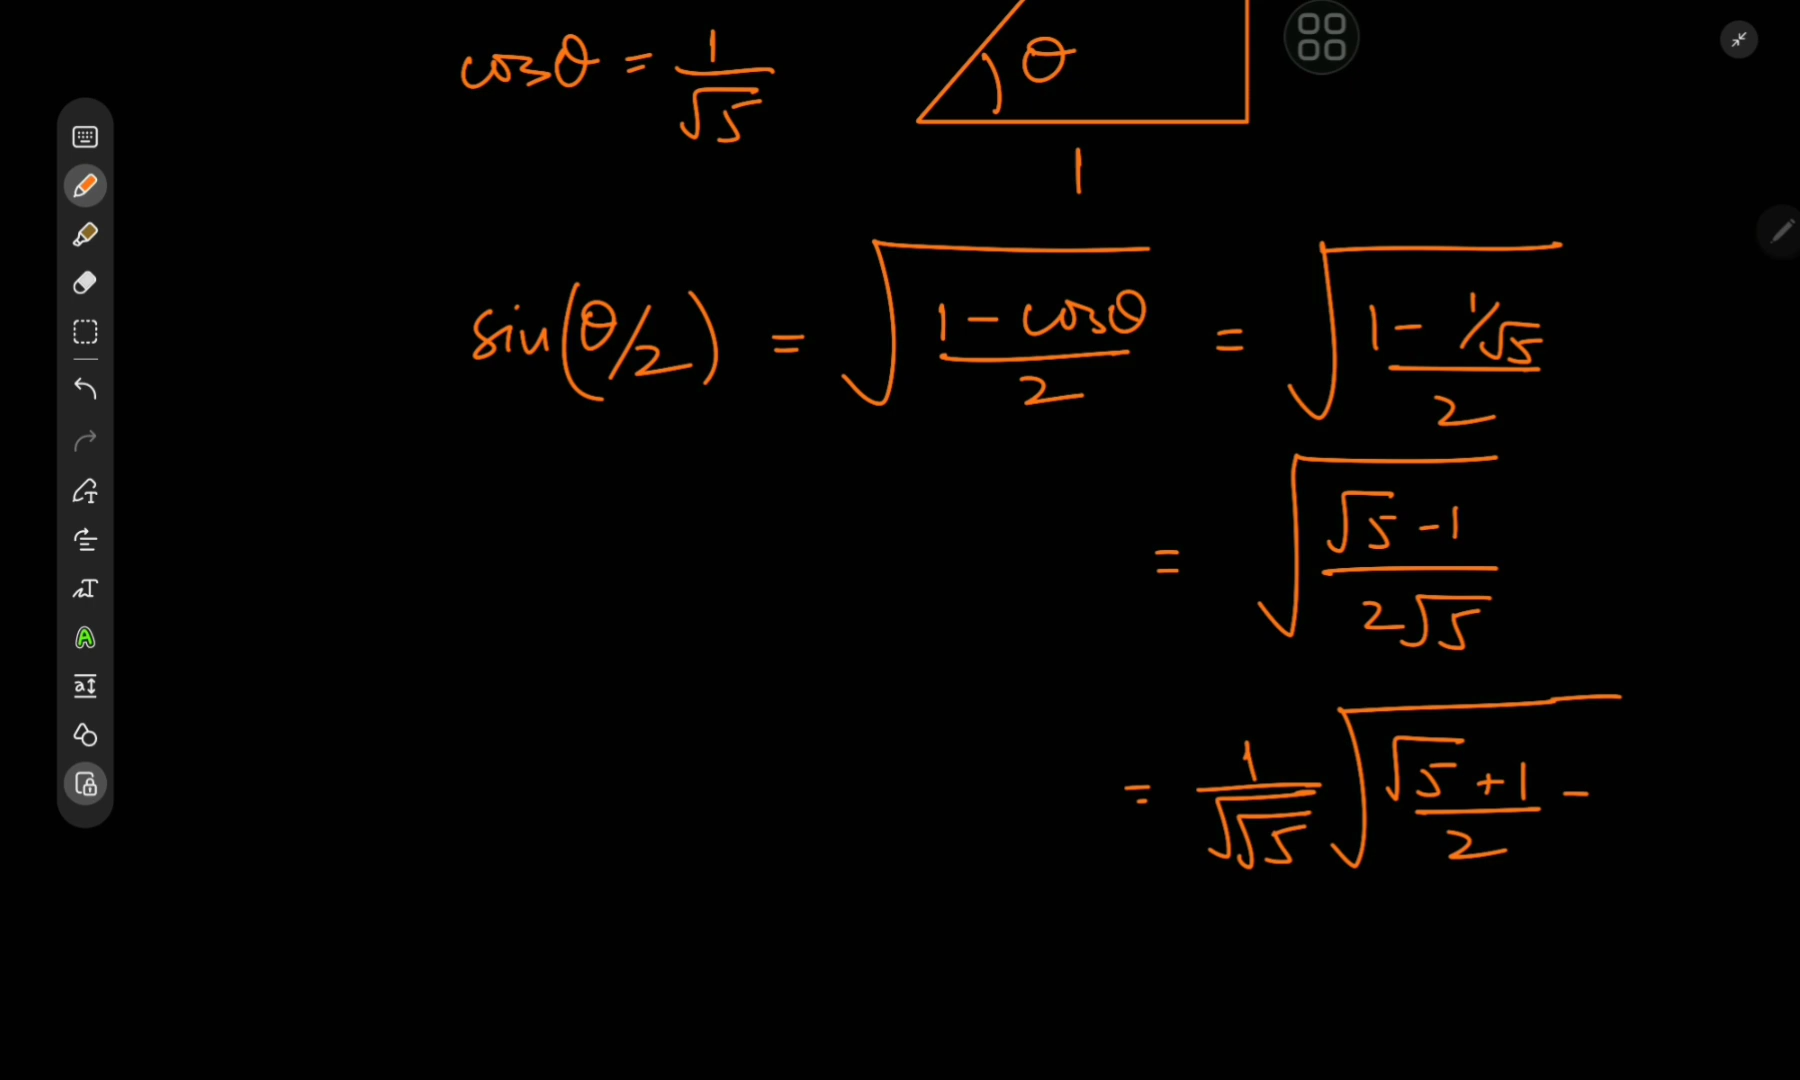 cosθ = 1/√5
θ
1
sin(θ/2) = √((1 - cosθ)/2) = √((1 - 1/√5)/2)
= √((√5 - 1)/(2√5))
= 1/√√5 √((√5 + 1)/2 -